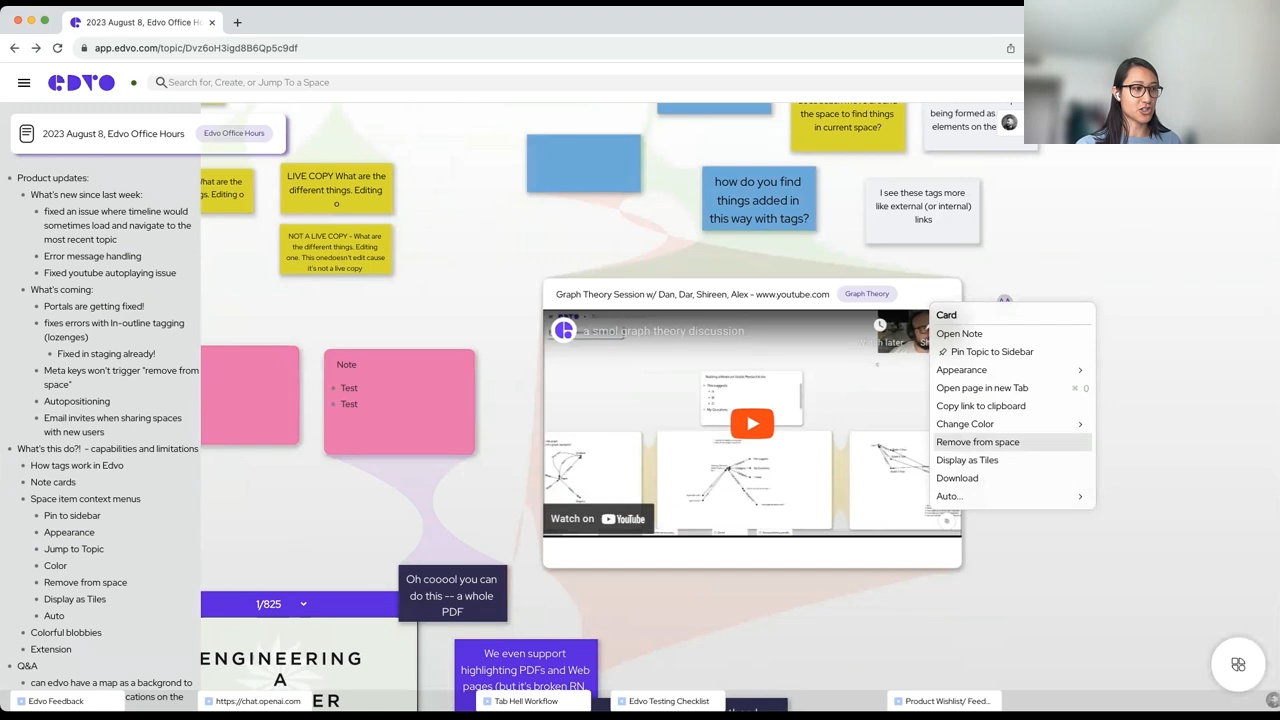 2023 August 8, Edvo Office Ho
app.edvo.com/topic/Dvz6oH3igd8B6Qp5c9df
EDVO
Search for, Create, or Jump To a Space
2023 August 8, Edvo Office Hours
Edvo Office Hours
Product updates:
What's new since last week:
fixed an issue where timeline would
sometimes load and navigate to the
most recent topic
Error message handling
Fixed youtube autoplaying issue
What's coming:
Portals are getting fixed!
fixes errors with In-outline tagging
(lozenges)
Fixed in staging already!
Meta keys won't trigger "remove from
space"
Autopositioning
Email invites when sharing spaces
with new users
What's this do?! - capabilities and limitations
How tags work in Edvo
Note cards
Space item context menus
Pin to sidebar
Appearance
Jump to Topic
Color
Remove from space
Display as Tiles
Auto
Colorful blobbies
Extension
Q&A
can edvo have a map as a background to
cations on the
hat are the
gs. Editing o
LIVE COPY What are the
different things. Editing
o
NOT A LIVE COPY - What are
the different things. Editing
one. This onedoesn't edit cause
it's not a live copy
how do you find
things added in
this way with tags?
the space to find things
in current space?
being formed as
elements on the
I see these tags more
like external (or internal)
links
Note
Test
Test
Graph Theory Session w/ Dan, Dar, Shireen, Alex - www.youtube.com
Graph Theory
a smol graph theory discussion
Watch on YouTube
Card
Open Note
Pin Topic to Sidebar
Appearance
Open page in new Tab
⌘ 0
Copy link to clipboard
Change Color
Remove from space
Display as Tiles
Download
Auto...
1/825
ENGINEERING
A
ER
Oh cooool you can
do this -- a whole
PDF
We even support
highlighting PDFs and Web
pages (but it's broken RN,
Edvo Feedback
https://chat.openai.com
Tab Hell Workflow
Edvo Testing Checklist
Product Wishlist/ Feed...